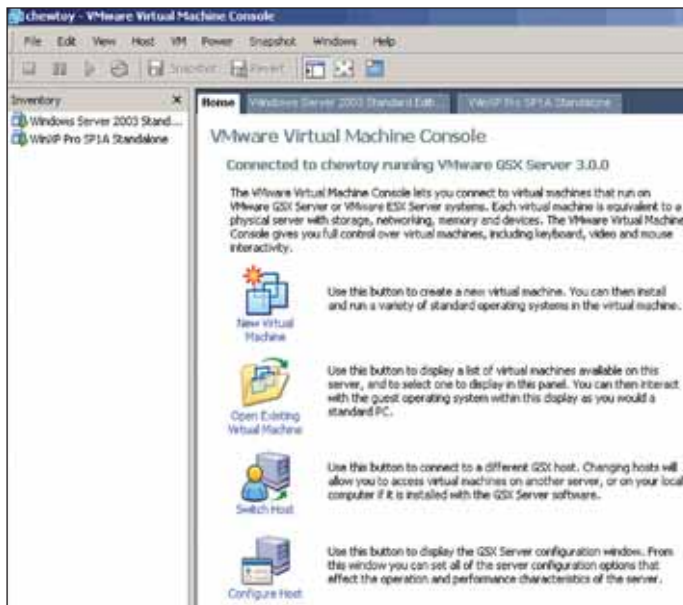 chewtoy - VMware Virtual Machine Console
File Edit View Host VM Power Snapshot Windows Help
Snapshot Revert
Inventory
Windows Server 2003 Stand...
WinXP Pro SP1A Standalone
Home Windows Server 2003 Standard Edit... WinXP Pro SP1A Standalone
VMware Virtual Machine Console
Connected to chewtoy running VMware GSX Server 3.0.0
The VMware Virtual Machine Console lets you connect to virtual machines that run on
VMware GSX Server or VMware ESX Server systems. Each virtual machine is equivalent to a
physical server with storage, networking, memory and devices. The VMware Virtual Machine
Console gives you full control over virtual machines, including keyboard, video and mouse
interactivity.
New Virtual
Machine
Use this button to create a new virtual machine. You can then install
and run a variety of standard operating systems in the virtual machine.
Open Existing
Virtual Machine
Use this button to display a list of virtual machines available on this
server, and to select one to display in this panel. You can then interact
with the guest operating system within this display as you would a
standard PC.
Switch Host
Use this button to connect to a different GSX host. Changing hosts will
allow you to access virtual machines on another server, or on your local
computer if it is installed with the GSX Server software.
Configure Host
Use this button to display the GSX Server configuration window. From
this window you can set all of the server configuration options that
effect the operation and performance characteristics of the server.